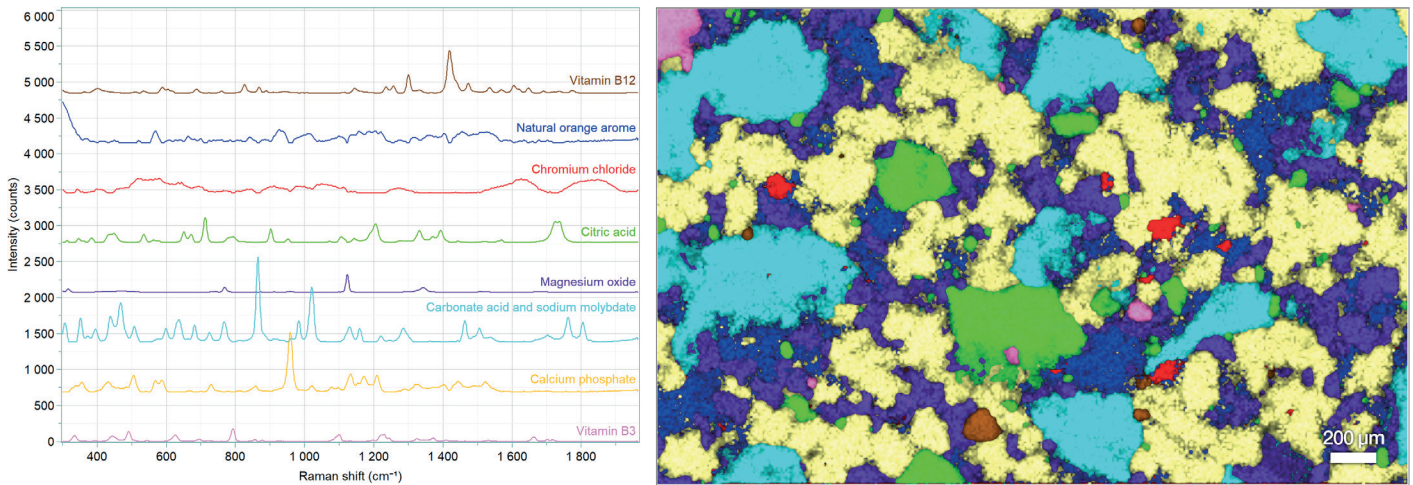 6 000
5 500
5 000
4 500
4 000
3 500
3 000
2 500
2 000
1 500
1 000
500
0
Intensity (counts)
Vitamin B12
Natural orange arome
Chromium chloride
Citric acid
Magnesium oxide
Carbonate acid and sodium molybdate
Calcium phosphate
Vitamin B3
400 600 800 1 000 1 200 1 400 1 600 1 800
Raman shift (cm⁻¹)
200 µm